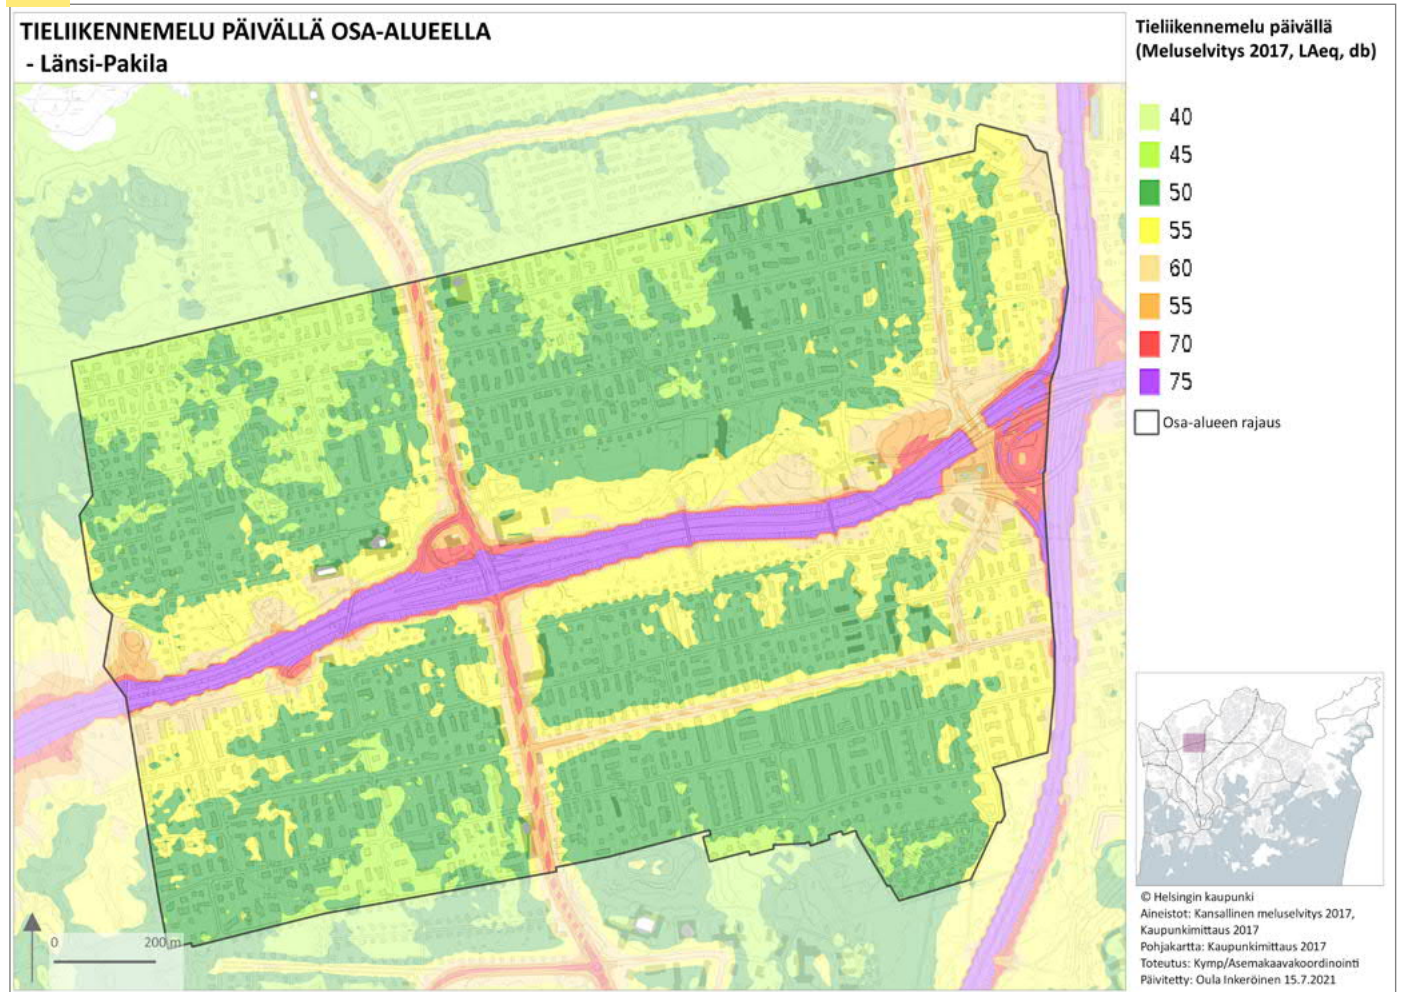 TIELIIKENNEMELU PÄIVÄLLÄ OSA-ALUEELLA
- Länsi-Pakila
Tieliikennemelu päivällä
(Meluselvitys 2017, LAeq, db)
40
45
50
55
60
55
70
75
Osa-alueen rajaus
0 200 m
© Helsingin kaupunki
Aineistot: Kansallinen meluselvitys 2017,
Kaupunkimittaus 2017
Pohjakartta: Kaupunkimittaus 2017
Toteutus: Kymp/Asemakaavakoordinointi
Päivitetty: Oula Inkeröinen 15.7.2021